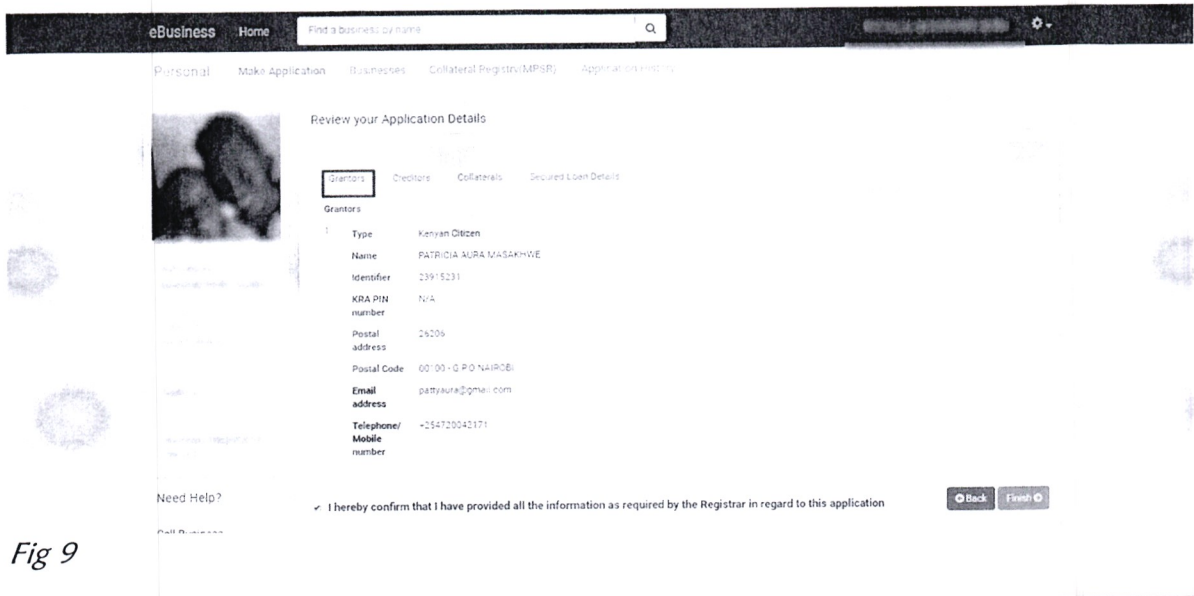 eBusiness Home Find a business by name
Personal Make Application Businesses Collateral Registry(MPSR) Application History
Review your Application Details
Grantors Creditors Collaterals Secured Loan Details
Grantors
1 Type Kenyan Citizen
Name PATRICIA AURA MASAKHWE
Identifier 23915231
KRA PIN N/A
number
Postal 26206
address
Postal Code 00100 - G.P.O NAIROBI
Email pattyaura@gmail.com
address
Telephone/ +254720042171
Mobile
number
Need Help?
✓ I hereby confirm that I have provided all the information as required by the Registrar in regard to this application
Back Finish
Call Business
Fig 9